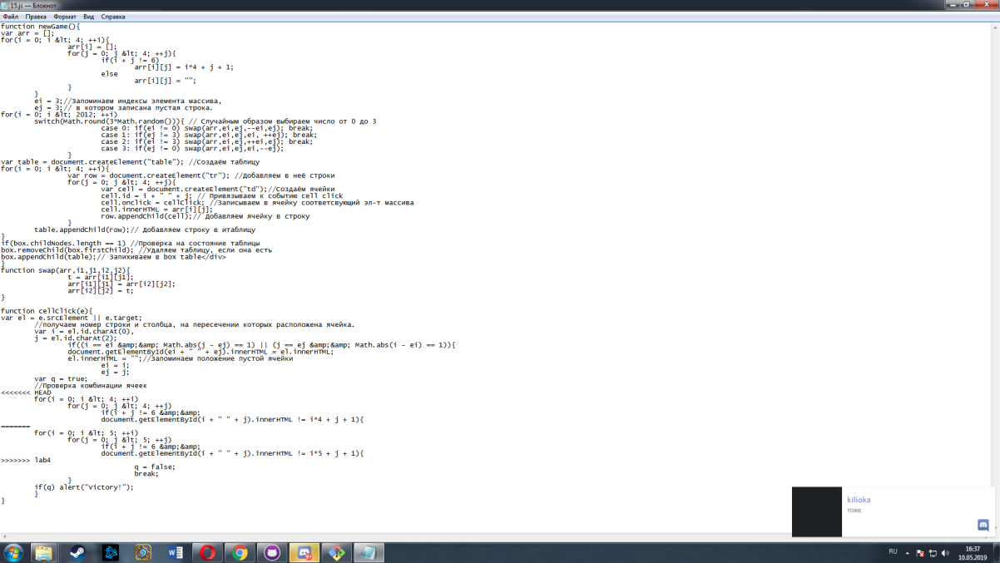 15.js — Блокнот
Файл Правка Формат Вид Справка
function newGame(){
var arr = [];
for(i = 0; i &lt; 4; ++i){
arr[i] = [];
for(j = 0; j &lt; 4; ++j){
if(i + j != 6)
arr[i][j] = i*4 + j + 1;
else
arr[i][j] = "";
}
}
ei = 3;//Запоминаем индексы элемента массива,
ej = 3;// в котором записана пустая строка.
for(i = 0; i &lt; 2012; ++i)
switch(Math.round(3*Math.random())){ // Случайным образом выбираем число от 0 до 3
case 0: if(ei != 0) swap(arr,ei,ej,--ei,ej); break;
case 1: if(ej != 3) swap(arr,ei,ej,ei, ++ej); break;
case 2: if(ei != 3) swap(arr,ei,ej,++ei,ej); break;
case 3: if(ej != 0) swap(arr,ei,ej,ei,--ej);
}
var table = document.createElement("table"); //Создаём таблицу
for(i = 0; i &lt; 4; ++i){
var row = document.createElement("tr"); //Добавляем в неё строки
for(j = 0; j &lt; 4; ++j){
var cell = document.createElement("td");//Создаём ячейки
cell.id = i + " " + j; // Привязываем к событию cell click
cell.onclick = cellClick; //Записываем в ячейку соответсвующий эл-т массива
cell.innerHTML = arr[i][j];
row.appendChild(cell);// Добавляем ячейку в строку
}
table.appendChild(row);// Добавляем строку в итаблицу
}
if(box.childNodes.length == 1) //Проверка на состояние таблицы
box.removeChild(box.firstChild); //Удаляем таблицу, если она есть
box.appendChild(table);// Запихиваем в box table</div>
}
function swap(arr,i1,j1,i2,j2){
t = arr[i1][j1];
arr[i1][j1] = arr[i2][j2];
arr[i2][j2] = t;
}
function cellClick(e){
var el = e.srcElement || e.target;
//получаем номер строки и столбца, на пересечении которых расположена ячейка.
var i = el.id.charAt(0),
j = el.id.charAt(2);
if((i == ei &amp;&amp; Math.abs(j - ej) == 1) || (j == ej &amp;&amp; Math.abs(i - ei) == 1)){
document.getElementById(ei + " " + ej).innerHTML = el.innerHTML;
el.innerHTML = "";//Запоминаем положение пустой ячейки
ei = i;
ej = j;
var q = true;
//Проверка комбинации ячеек
<<<<<<< HEAD
for(i = 0; i &lt; 4; ++i)
for(j = 0; j &lt; 4; ++j)
if(i + j != 6 &amp;&amp;
document.getElementById(i + " " + j).innerHTML != i*4 + j + 1){
=======
for(i = 0; i &lt; 5; ++i)
for(j = 0; j &lt; 5; ++j)
if(i + j != 6 &amp;&amp;
document.getElementById(i + " " + j).innerHTML != i*5 + j + 1){
>>>>>>> lab4
q = false;
break;
}
if(q) alert("Victory!");
}
}
kilioka
тоже
RU
16:37
10.05.2019